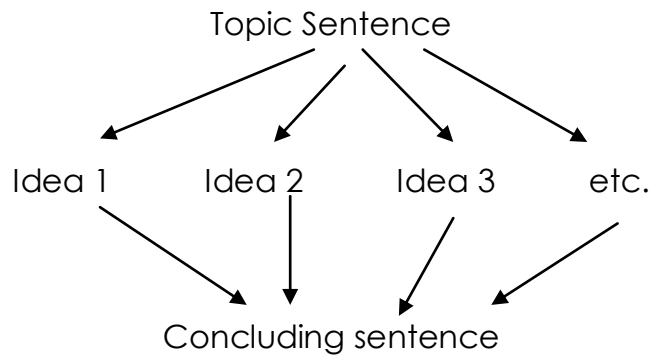 Topic Sentence
Idea 1 Idea 2 Idea 3 etc.
Concluding sentence